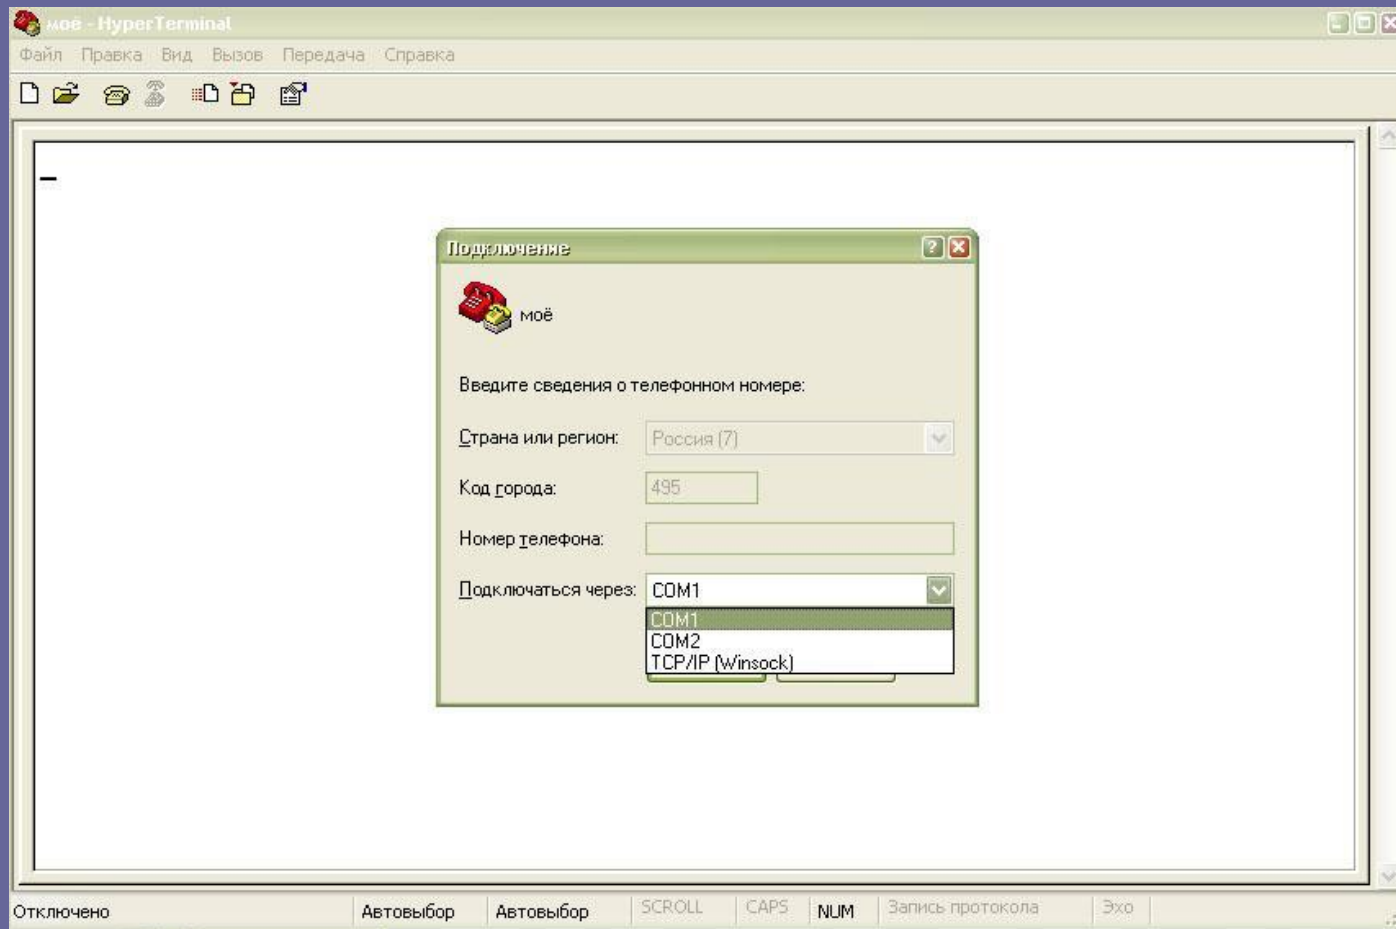 моё - HyperTerminal
Файл Правка Вид Вызов Передача Справка
Подключение
моё
Введите сведения о телефонном номере:
Страна или регион: Россия (7)
Код города: 495
Номер телефона:
Подключаться через: COM1
COM1
COM2
TCP/IP (Winsock)
Отключено Автовыбор Автовыбор SCROLL CAPS NUM Запись протокола Эхо